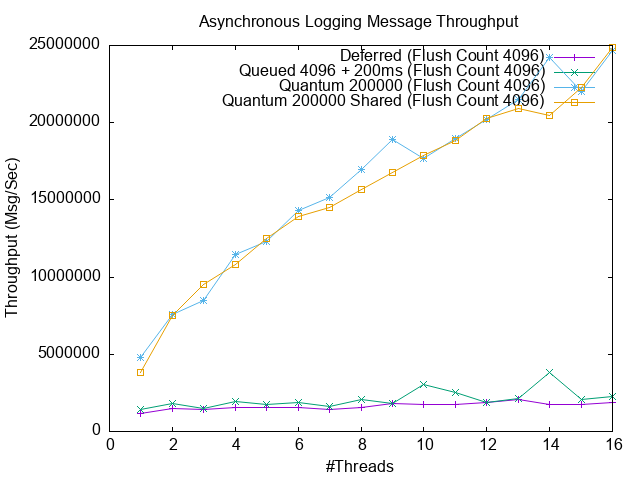 Asynchronous Logging Message Throughput
25000000
20000000
15000000
10000000
5000000
0
Throughput (Msg/Sec)
Deferred (Flush Count 4096)
Queued 4096 + 200ms (Flush Count 4096)
Quantum 200000 (Flush Count 4096)
Quantum 200000 Shared (Flush Count 4096)
0 2 4 6 8 10 12 14 16
#Threads